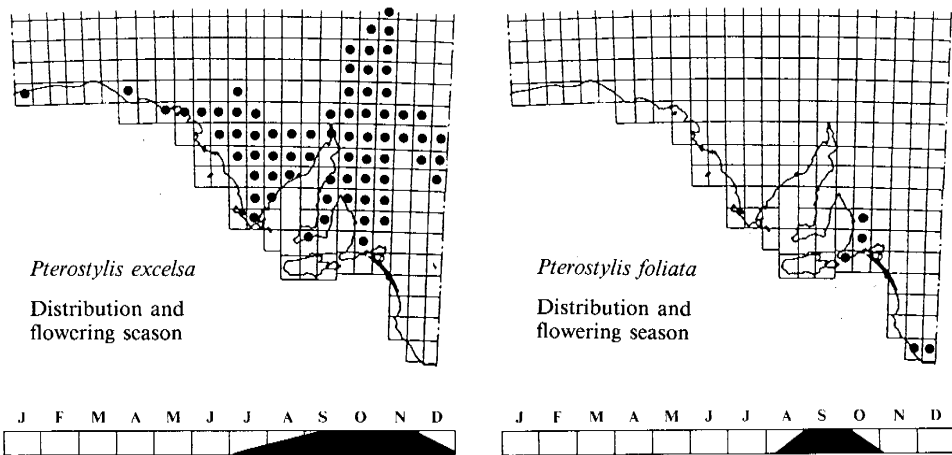 Pterostylis excelsa
Distribution and
flowering season
J F M A M J J A S O N D
Pterostylis foliata
Distribution and
flowering season
J F M A M J J A S O N D